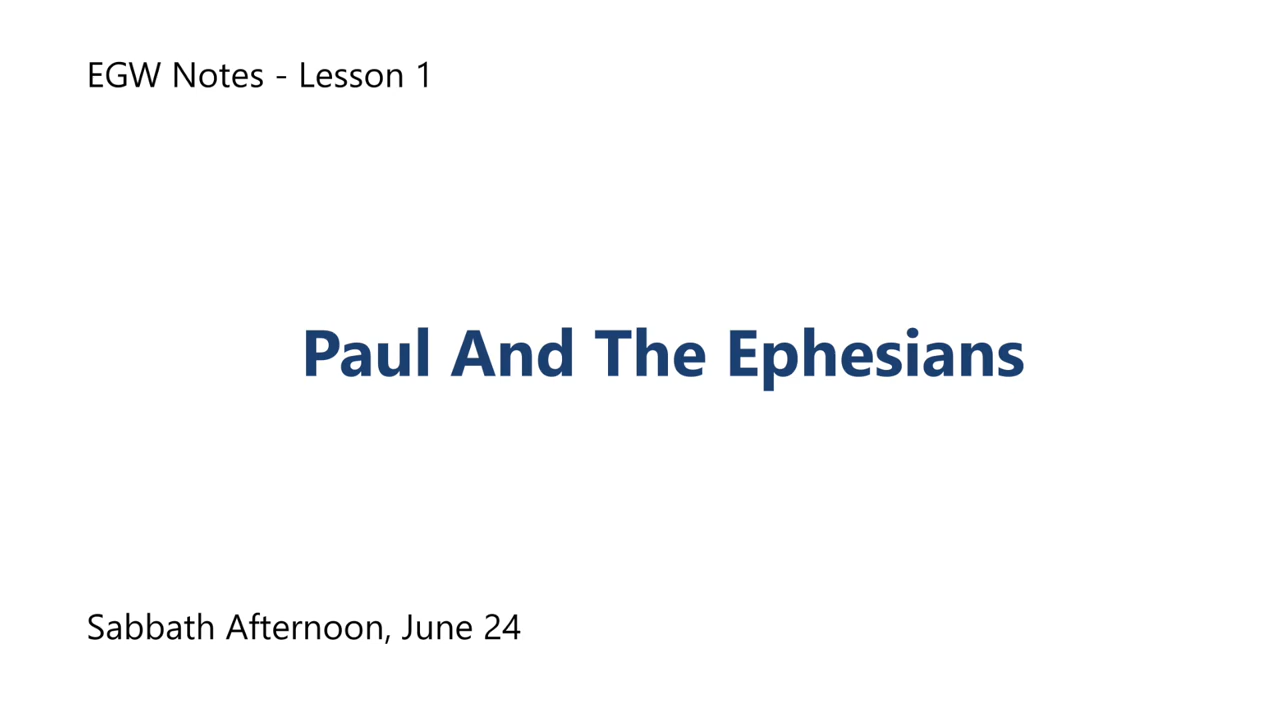 EGW Notes - Lesson 1
Paul And The Ephesians
Sabbath Afternoon, June 24